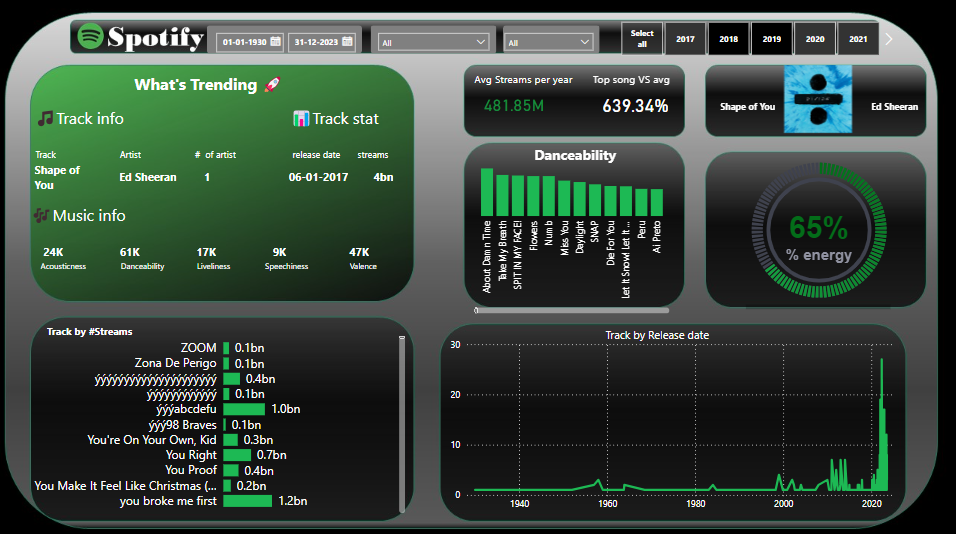 Spotify
01-01-1930 31-12-2023 All All Select all 2017 2018 2019 2020 2021
What's Trending 🚀
Track info Track stat
Track Artist # of artist release date streams
Shape of You Ed Sheeran 1 06-01-2017 4bn
Music info
24K 61K 17K 9K 47K
Acousticness Danceability Liveliness Speechiness Valence
Avg Streams per year Top song VS avg
481.85M 639.34%
Shape of You Ed Sheeran
Danceability
About Damn Time
Take My Breath
SPIT IN MY FACE!
Flowers
Numb
Miss You
Daylight
SNAP
Die For You
Let It Snow! Let It ...
Peru
AI Preto
65%
% energy
Track by #Streams
ZOOM 0.1bn
Zona De Perigo 0.1bn
ýýýýýýýýýýýýýýýýýýýýý 0.4bn
ýýýýýýýýýýýý 0.1bn
ýýýabcdefu 1.0bn
ýýý98 Braves 0.1bn
You're On Your Own, Kid 0.3bn
You Right 0.7bn
You Proof 0.4bn
You Make It Feel Like Christmas (... 0.2bn
you broke me first 1.2bn
Track by Release date
30
20
10
0
1940 1960 1980 2000 2020